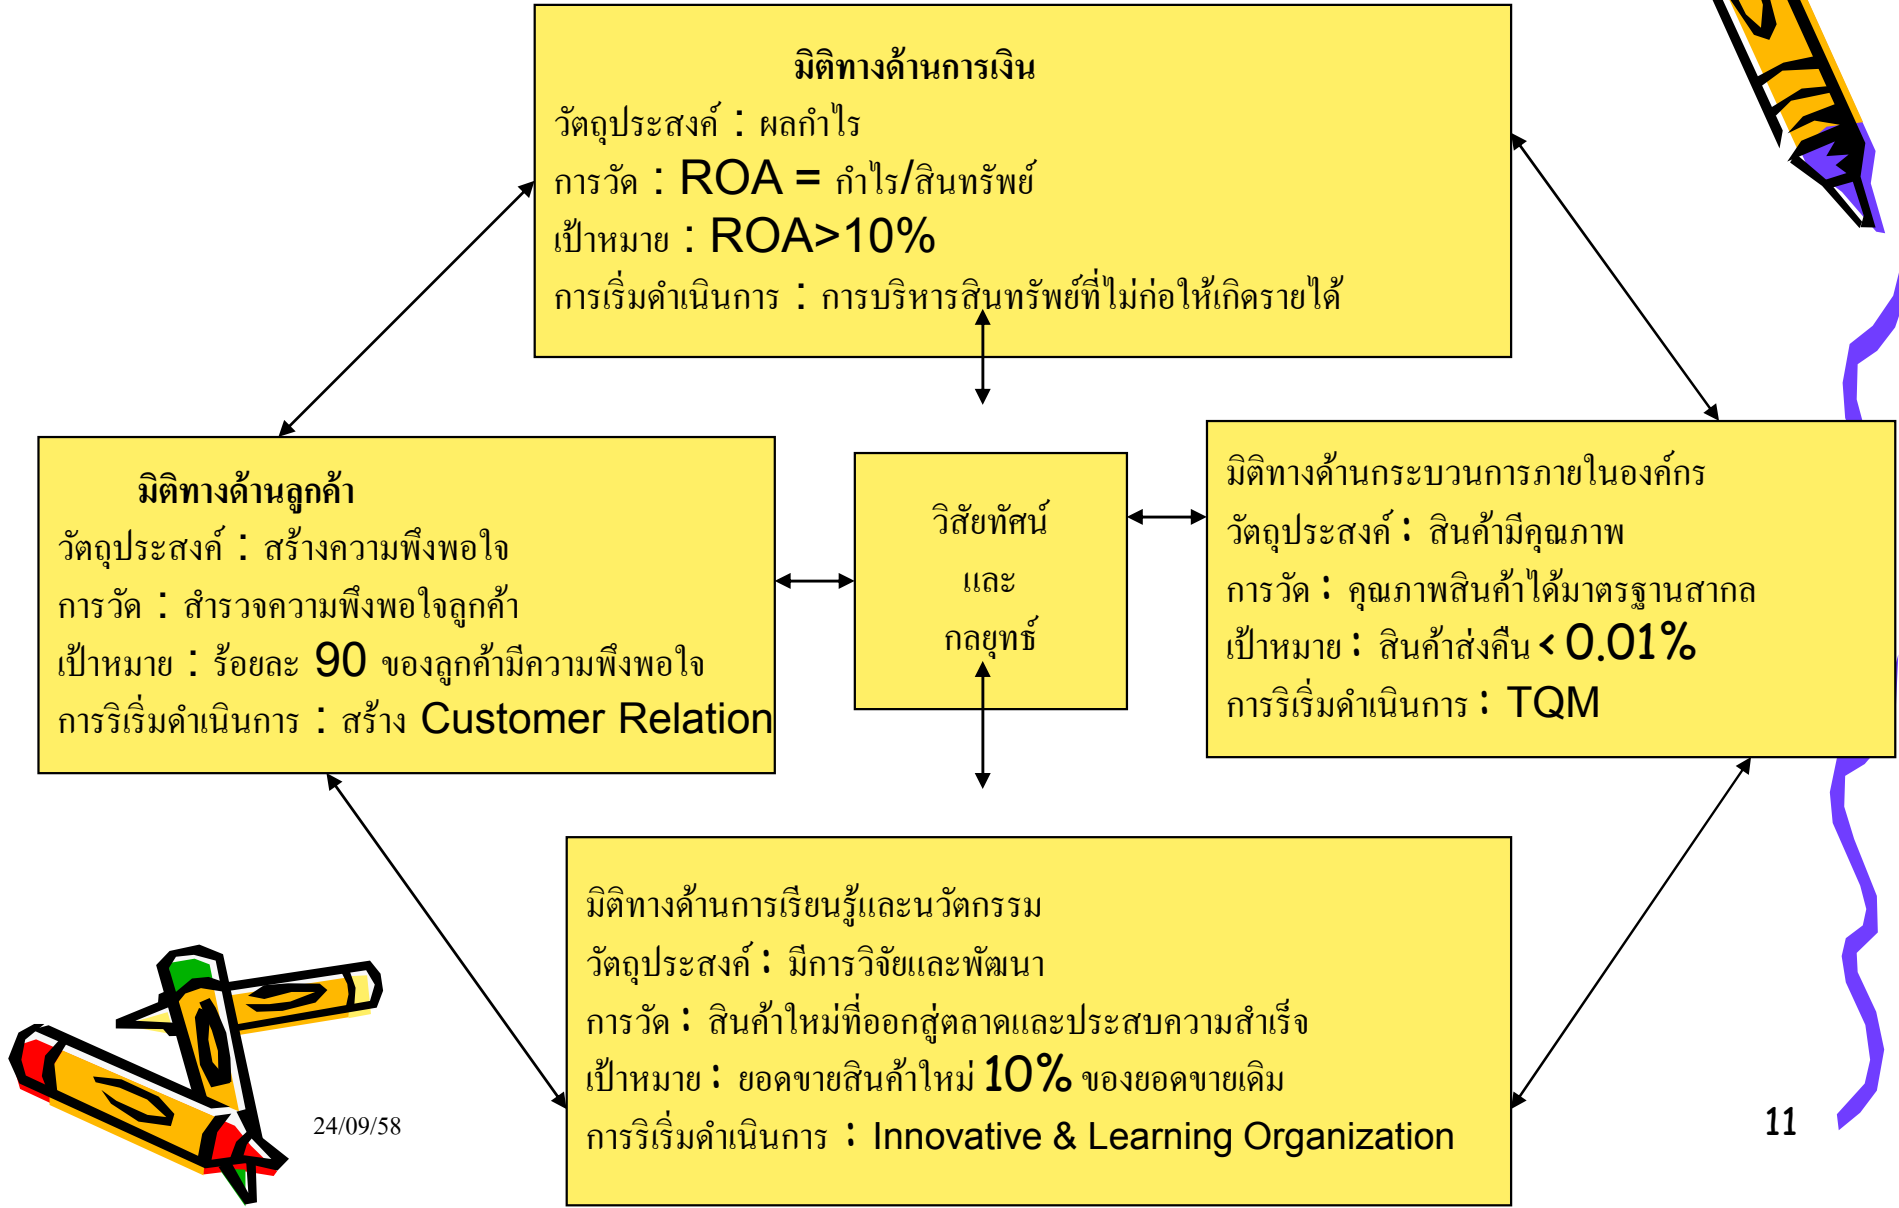 มิติทางด้านการเงิน
วัตถุประสงค์ : ผลกำไร
การวัด : ROA = กำไร/สินทรัพย์
เป้าหมาย : ROA>10%
การเริ่มดำเนินการ : การบริหารสินทรัพย์ที่ไม่ก่อให้เกิดรายได้
มิติทางด้านลูกค้า
วัตถุประสงค์ : สร้างความพึงพอใจ
การวัด : สำรวจความพึงพอใจลูกค้า
เป้าหมาย : ร้อยละ 90 ของลูกค้ามีความพึงพอใจ
การริเริ่มดำเนินการ : สร้าง Customer Relation
วิสัยทัศน์
และ
กลยุทธ์
มิติทางด้านกระบวนการภายในองค์กร
วัตถุประสงค์ : สินค้ามีคุณภาพ
การวัด : คุณภาพสินค้าได้มาตรฐานสากล
เป้าหมาย : สินค้าส่งคืน < 0.01%
การริเริ่มดำเนินการ : TQM
มิติทางด้านการเรียนรู้และนวัตกรรม
วัตถุประสงค์ : มีการวิจัยและพัฒนา
การวัด : สินค้าใหม่ที่ออกสู่ตลาดและประสบความสำเร็จ
เป้าหมาย : ยอดขายสินค้าใหม่ 10% ของยอดขายเดิม
การริเริ่มดำเนินการ : Innovative & Learning Organization
24/09/58
11